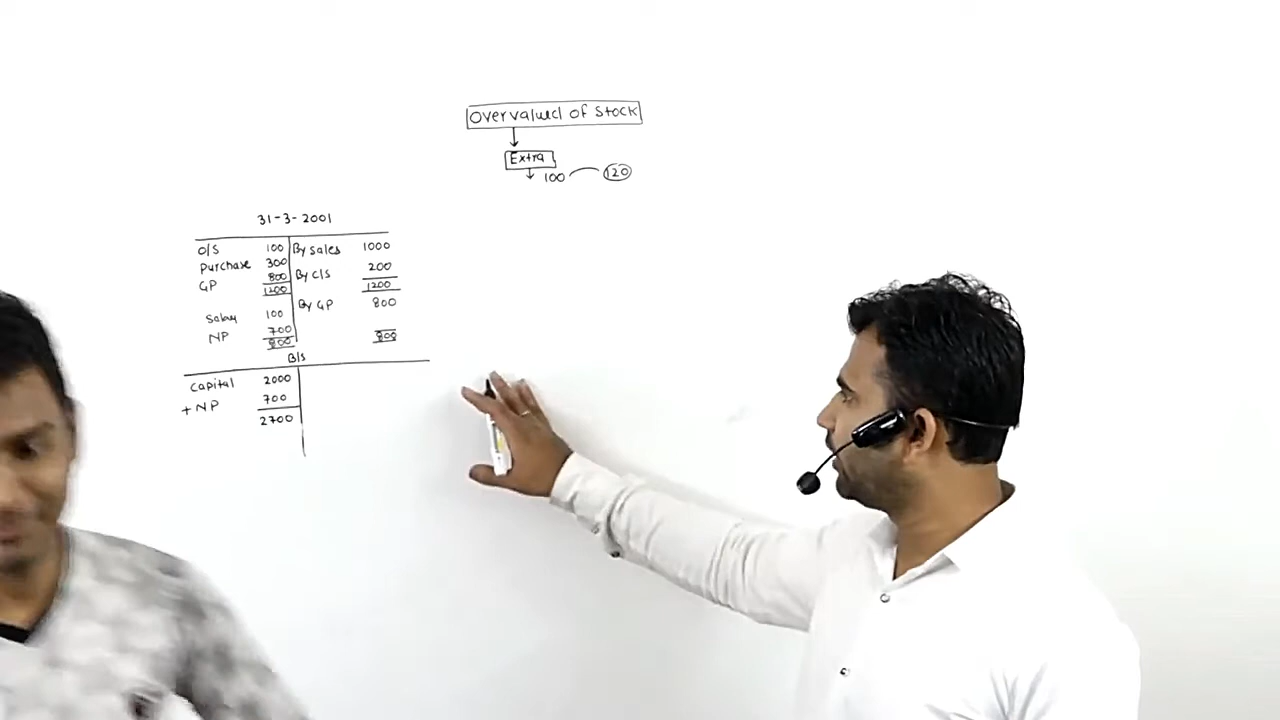 Overvalued of Stock
Extra
100 120
31-3-2001
O/S 100 By Sales 1000
Purchase 300
GP 800 By C/S 200
1200 1200
Salary 100 By GP 800
NP 700
800 800
B/S
Capital 2000
+ NP 700
2700